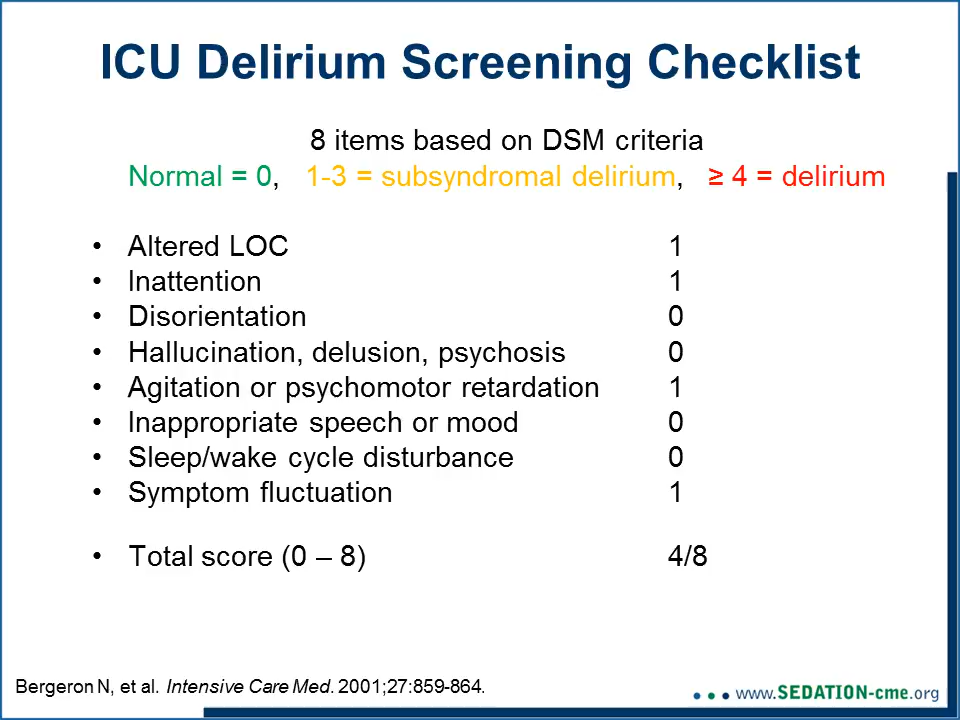 ICU Delirium Screening Checklist
8 items based on DSM criteria
Normal = 0, 1-3 = subsyndromal delirium, ≥ 4 = delirium
• Altered LOC 1
• Inattention 1
• Disorientation 0
• Hallucination, delusion, psychosis 0
• Agitation or psychomotor retardation 1
• Inappropriate speech or mood 0
• Sleep/wake cycle disturbance 0
• Symptom fluctuation 1
• Total score (0 – 8) 4/8
Bergeron N, et al. Intensive Care Med. 2001;27:859-864.
www.SEDATION-cme.org